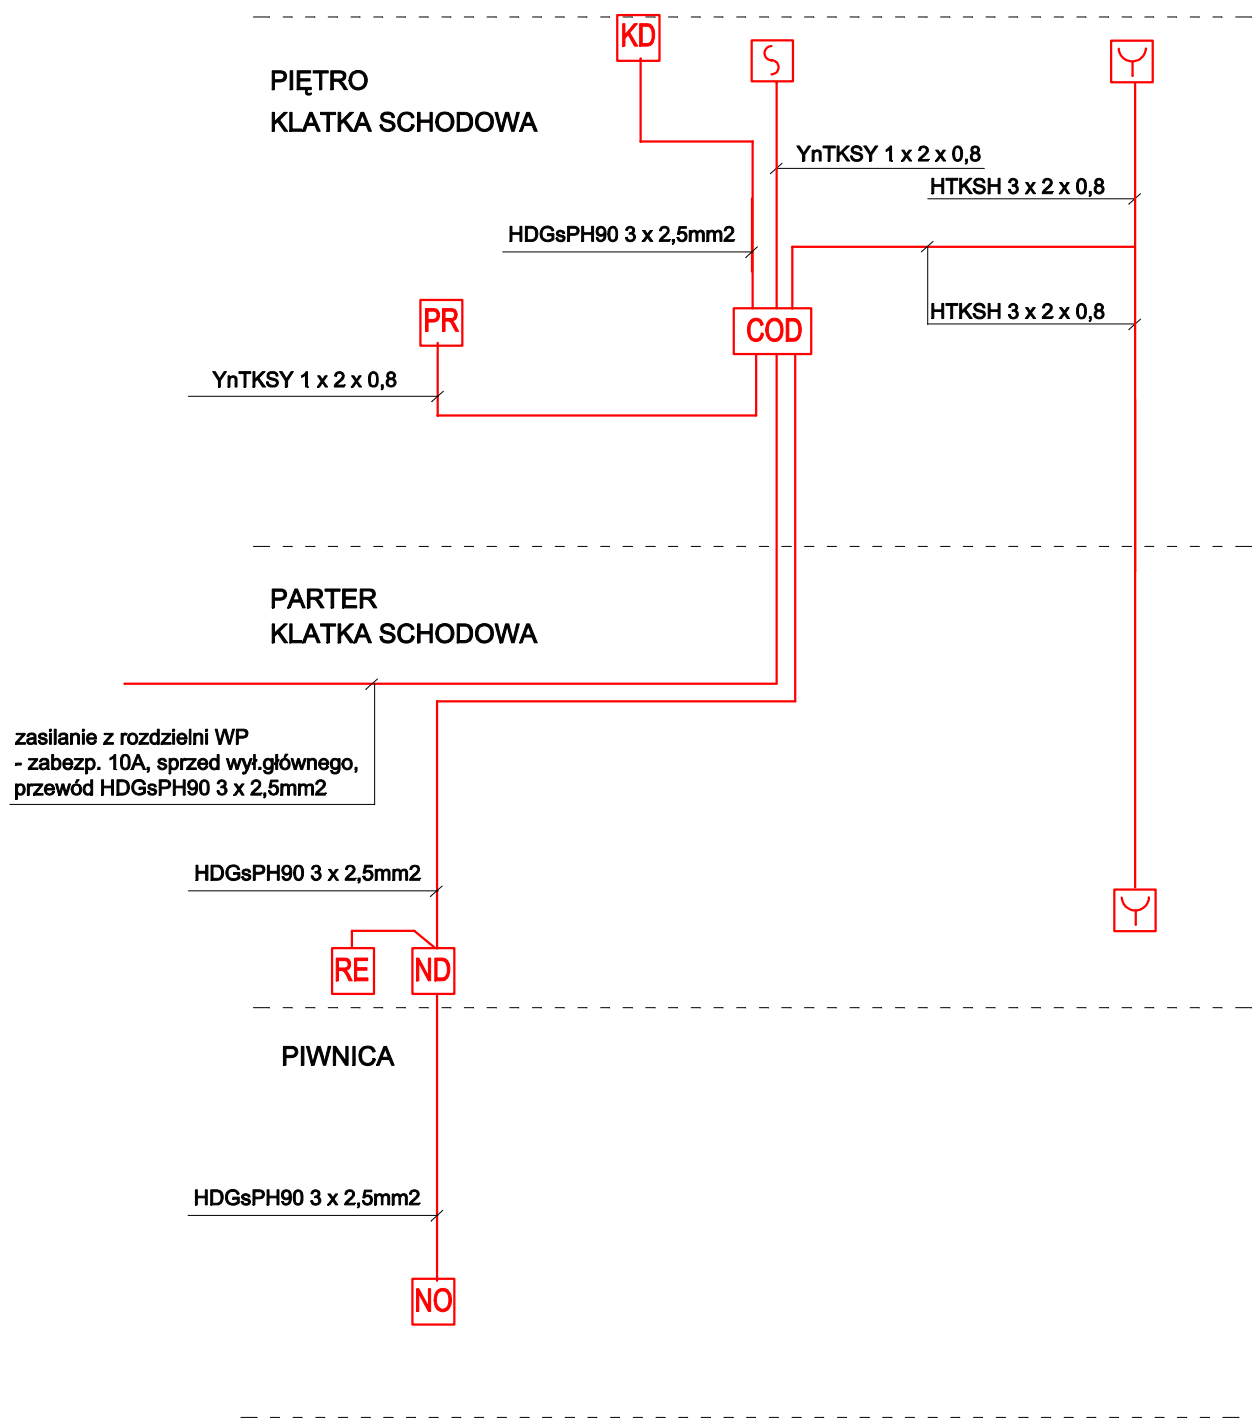 KD
S
PIĘTRO
KLATKA SCHODOWA
YnTKSY 1 x 2 x 0,8
HTKSH 3 x 2 x 0,8
HDGsPH90 3 x 2,5mm2
HTKSH 3 x 2 x 0,8
PR
COD
YnTKSY 1 x 2 x 0,8
PARTER
KLATKA SCHODOWA
zasilanie z rozdzielni WP
- zabezp. 10A, sprzed wył.głównego,
przewód HDGsPH90 3 x 2,5mm2
HDGsPH90 3 x 2,5mm2
RE
ND
PIWNICA
HDGsPH90 3 x 2,5mm2
NO